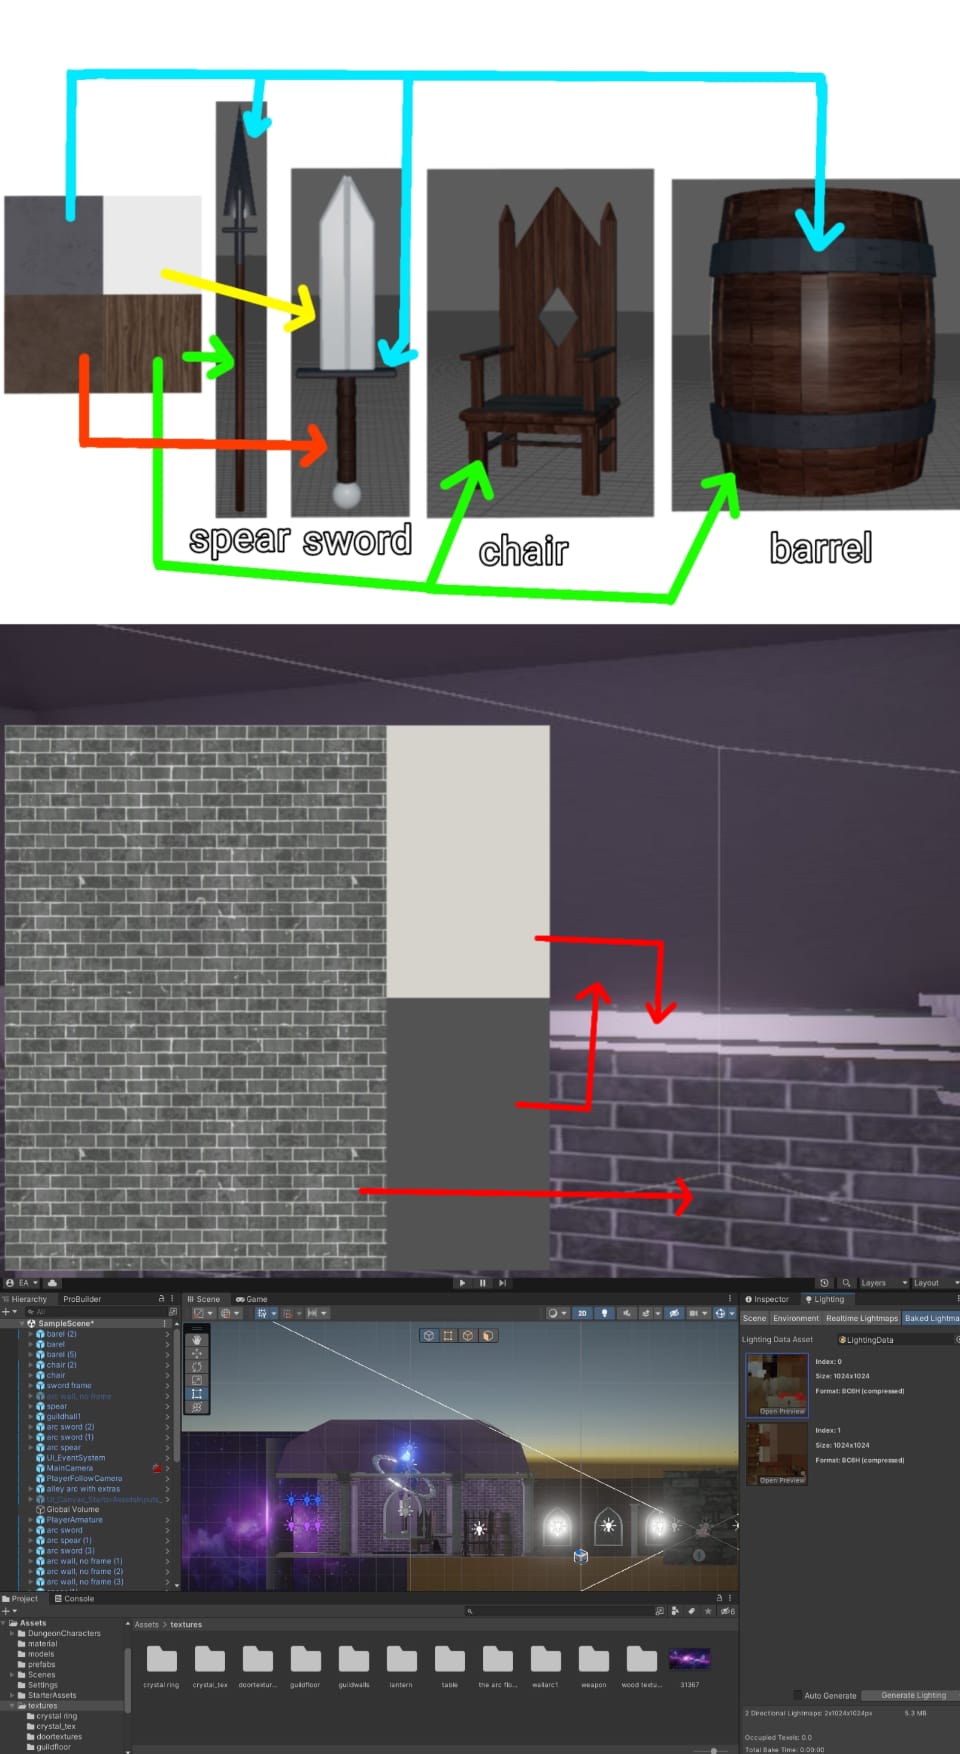 spear sword
chair
barrel
EA
Layers
Layout
Hierarchy
ProBuilder
Scene
Game
Inspector
Lighting
All
2D
Scene
Environment
Realtime Lightmaps
Baked Lightma
SampleScene*
barel (2)
barel
barel (5)
chair (2)
chair
sword frame
arc wall, no frame
spear
guildhall1
arc sword (2)
arc sword (1)
arc spear
UI_EventSystem
MainCamera
PlayerFollowCamera
alley arc with extras
UI_Canvas_StarterAssetsInputs_
Global Volume
PlayerArmature
arc sword
arc spear (1)
arc sword (3)
arc wall, no frame (1)
arc wall, no frame (2)
arc wall, no frame (3)
Lighting Data Asset
LightingData
Index: 0
Size: 1024x1024
Format: BC6H (compressed)
Open Preview
Index: 1
Size: 1024x1024
Format: BC6H (compressed)
Open Preview
Project
Console
6
Assets
DungeonCharacters
material
models
prefabs
Scenes
Settings
StarterAssets
textures
crystal ring
crystal_tex
doortextures
guildfloor
Assets > textures
crystal ring
crystal_tex
doortextur...
guildfloor
guildwalls
lantern
table
the arc flo...
wallarc1
weapon
wood textu...
31367
Auto Generate
Generate Lighting
2 Directional Lightmaps: 2x1024x1024px
5.3 MB
Occupied Texels: 0.0
Total Bake Time: 0:00:00